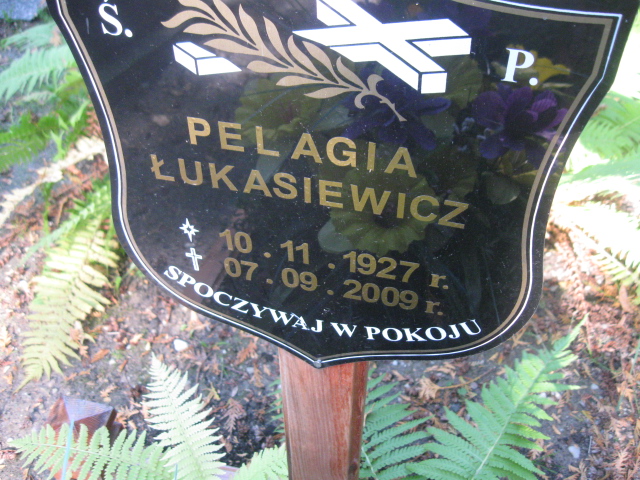 Ś. P.
PELAGIA
ŁUKASIEWICZ
10.11.1927 r.
07.09.2009 r.
SPOCZYWAJ W POKOJU